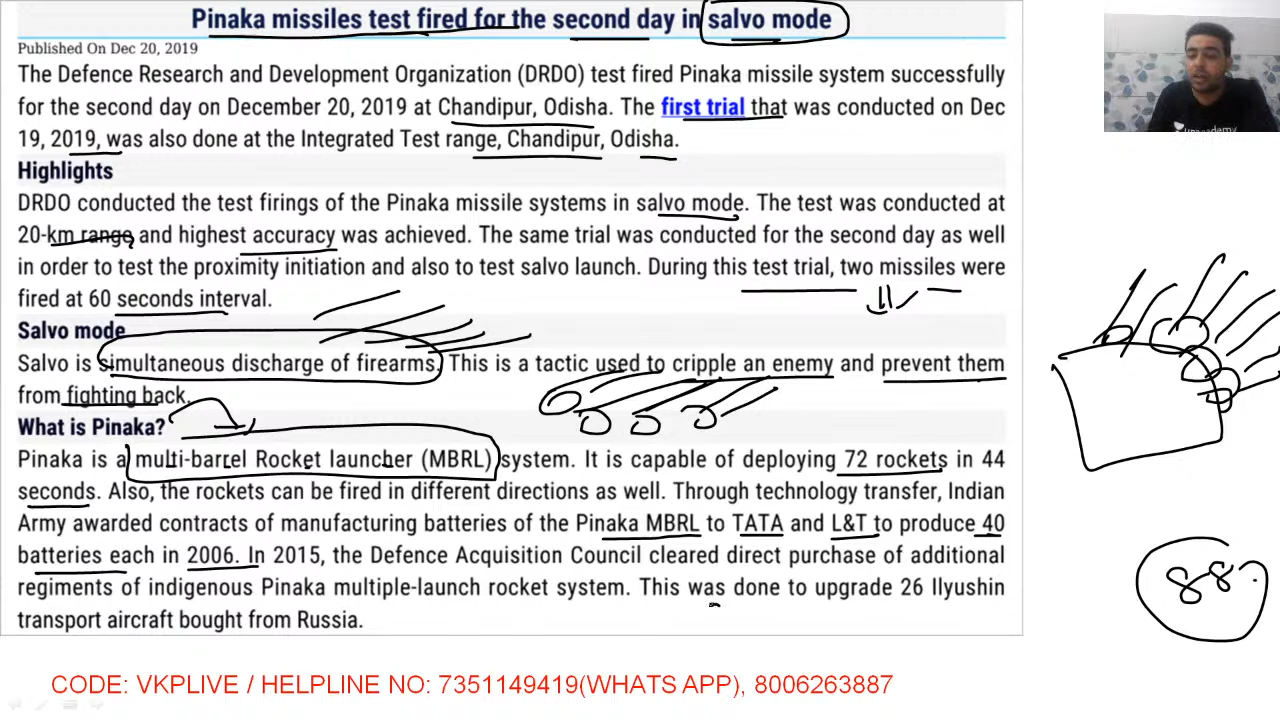 Pinaka missiles test fired for the second day in salvo mode
Published On Dec 20, 2019
The Defence Research and Development Organization (DRDO) test fired Pinaka missile system successfully
for the second day on December 20, 2019 at Chandipur, Odisha. The first trial that was conducted on Dec
19, 2019, was also done at the Integrated Test range, Chandipur, Odisha.
Highlights
DRDO conducted the test firings of the Pinaka missile systems in salvo mode. The test was conducted at
20-km range and highest accuracy was achieved. The same trial was conducted for the second day as well
in order to test the proximity initiation and also to test salvo launch. During this test trial, two missiles were
fired at 60 seconds interval.
Salvo mode
Salvo is simultaneous discharge of firearms. This is a tactic used to cripple an enemy and prevent them
from fighting back.
What is Pinaka?
Pinaka is a multi-barrel Rocket launcher (MBRL) system. It is capable of deploying 72 rockets in 44
seconds. Also, the rockets can be fired in different directions as well. Through technology transfer, Indian
Army awarded contracts of manufacturing batteries of the Pinaka MBRL to TATA and L&T to produce 40
batteries each in 2006. In 2015, the Defence Acquisition Council cleared direct purchase of additional
regiments of indigenous Pinaka multiple-launch rocket system. This was done to upgrade 26 Ilyushin
transport aircraft bought from Russia.
88
CODE: VKPLIVE / HELPLINE NO: 7351149419(WHATS APP), 8006263887